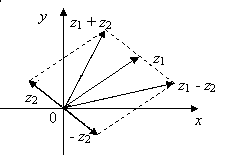 y
z₁ + z₂
z₁
z₁ - z₂
z₂
0
- z₂
x